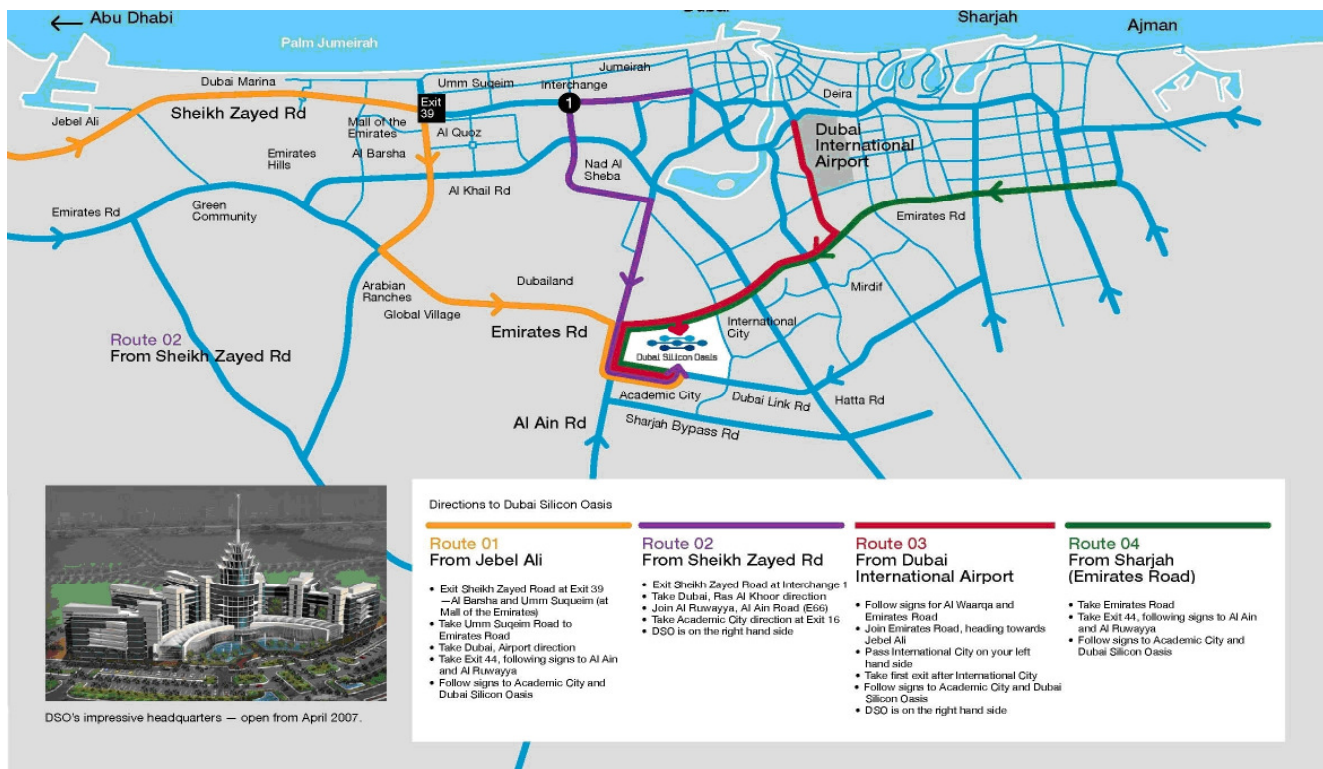 Abu Dhabi
Dubai
Sharjah
Ajman
Palm Jumeirah
Jumeirah
Dubai Marina
Umm Suqeim
Interchange
1
Deira
Sheikh Zayed Rd
Exit
39
Jebel Ali
Mall of the
Emirates
Al Quoz
Dubai
International
Airport
Emirates
Hills
Al Barsha
Nad Al
Sheba
Al Khail Rd
Green
Community
Emirates Rd
Emirates Rd
Dubailand
Arabian
Ranches
Global Village
Mirdif
International
City
Emirates Rd
Route 02
From Sheikh Zayed Rd
Dubai Silicon Oasis
Academic City
Dubai Link Rd
Hatta Rd
Al Ain Rd
Sharjah Bypass Rd
DSO's impressive headquarters — open from April 2007.
Directions to Dubai Silicon Oasis
Route 01
From Jebel Ali
• Exit Sheikh Zayed Road at Exit 39
—Al Barsha and Umm Suqueim (at
Mall of the Emirates)
• Take Umm Suqeim Road to
Emirates Road
• Take Dubai, Airport direction
• Take Exit 44, following signs to Al Ain
and Al Ruwayya
• Follow signs to Academic City and
Dubai Silicon Oasis
Route 02
From Sheikh Zayed Rd
• Exit Sheikh Zayed Road at Interchange 1
• Take Dubai, Ras Al Khoor direction
• Join Al Ruwayya, Al Ain Road (E66)
• Take Academic City direction at Exit 16
• DSO is on the right hand side
Route 03
From Dubai
International Airport
• Follow signs for Al Waarqa and
Emirates Road
• Join Emirates Road, heading towards
Jebel Ali
• Pass International City on your left
hand side
• Take first exit after International City
• Follow signs to Academic City and Dubai
Silicon Oasis
• DSO is on the right hand side
Route 04
From Sharjah
(Emirates Road)
• Take Emirates Road
• Take Exit 44, following signs to Al Ain
and Al Ruwayya
• Follow signs to Academic City and
Dubai Silicon Oasis